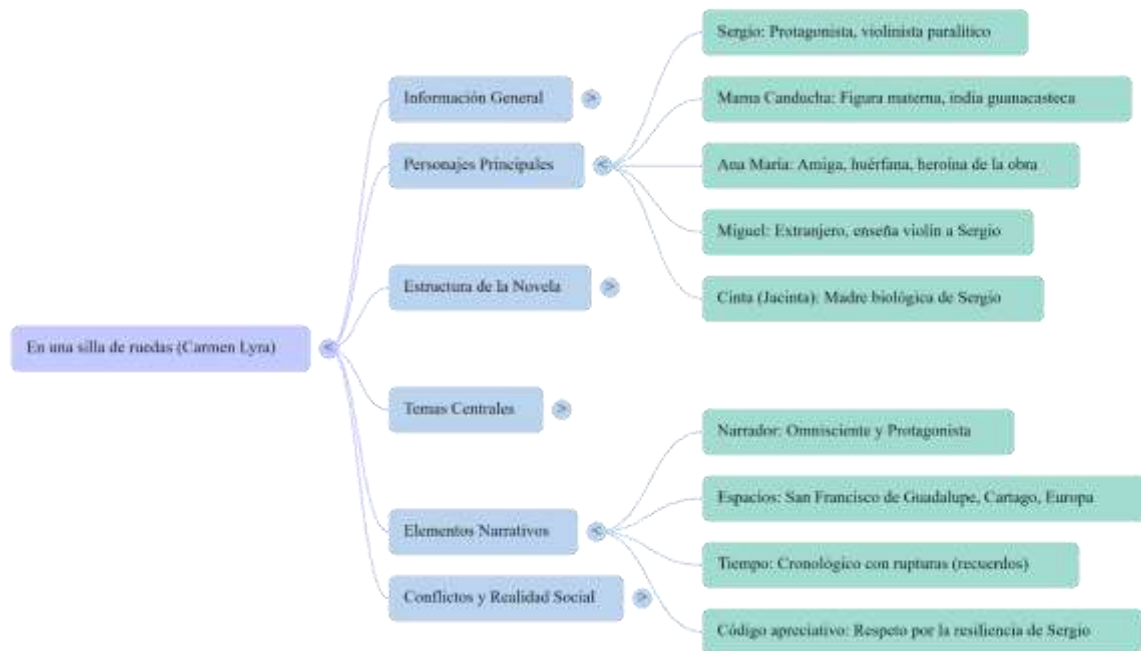 En una silla de ruedas (Carmen Lyra)
<
Información General
>
Personajes Principales
<
Sergio: Protagonista, violinista paralítico
Mama Canducha: Figura materna, india guanacasteca
Ana María: Amiga, huérfana, heroína de la obra
Miguel: Extranjero, enseña violín a Sergio
Cinta (Jacinta): Madre biológica de Sergio
Estructura de la Novela
>
Temas Centrales
>
Elementos Narrativos
<
Narrador: Omnisciente y Protagonista
Espacios: San Francisco de Guadalupe, Cartago, Europa
Tiempo: Cronológico con rupturas (recuerdos)
Código apreciativo: Respeto por la resiliencia de Sergio
Conflictos y Realidad Social
>